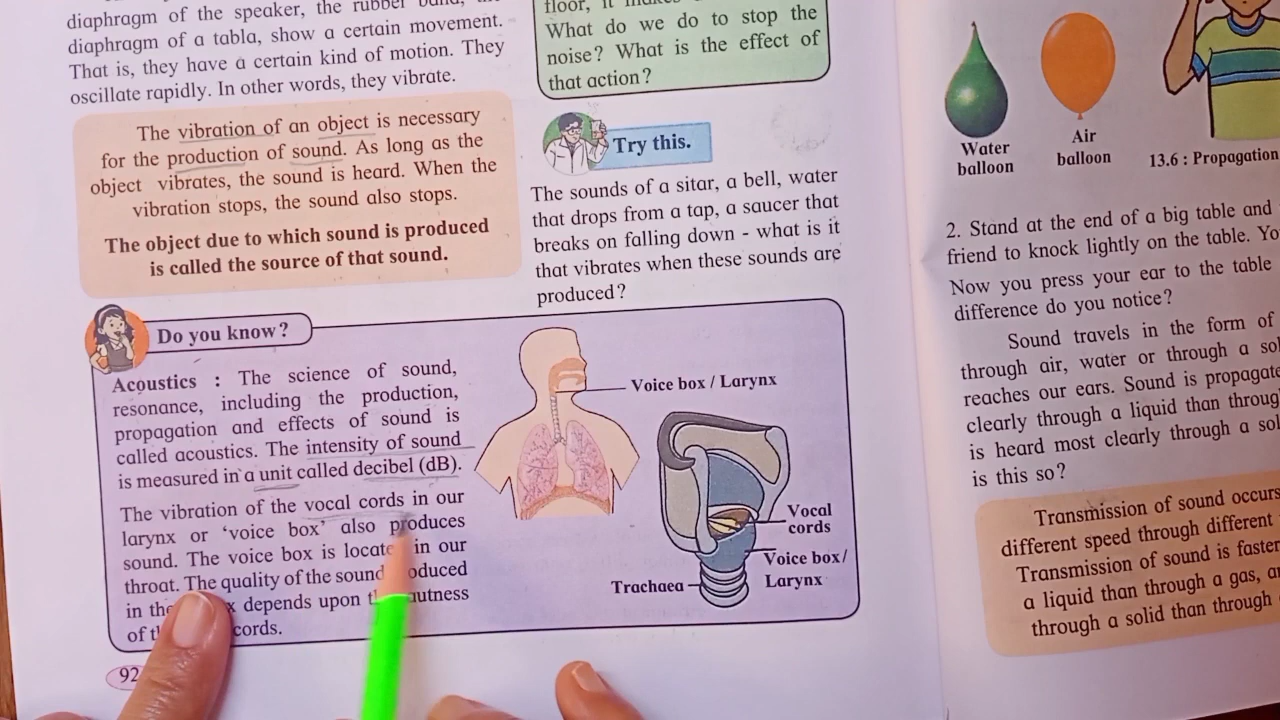 diaphragm of the speaker, the rubber
diaphragm of a tabla, show a certain movement.
That is, they have a certain kind of motion. They
oscillate rapidly. In other words, they vibrate.
The vibration of an object is necessary
for the production of sound. As long as the
object vibrates, the sound is heard. When the
vibration stops, the sound also stops.
The object due to which sound is produced
is called the source of that sound.
floor, it
What do we do to stop the
noise? What is the effect of
that action?
Try this.
The sounds of a sitar, a bell, water
that drops from a tap, a saucer that
breaks on falling down - what is it
that vibrates when these sounds are
produced?
Do you know?
Acoustics : The science of sound,
resonance, including the production,
propagation and effects of sound is
called acoustics. The intensity of sound
is measured in a unit called decibel (dB).
The vibration of the vocal cords in our
larynx or ‘voice box’ also produces
sound. The voice box is in our
throat. The quality of the sound
in the depends upon
of cords.
Voice box / Larynx
Vocal
cords
Voice box/
Larynx
Trachaea
92
Water
balloon
Air
balloon
13.6 : Propagation
2. Stand at the end of a big table and
friend to knock lightly on the table.
Now you press your ear to the table
difference do you notice?
Sound travels in the form of
through air, water or through a
reaches our ears. Sound is
clearly through a liquid than
is heard most clearly through a
is this so?
Transmission of sound
different speed through different
Transmission of sound is faster
a liquid than through a gas,
through a solid than through